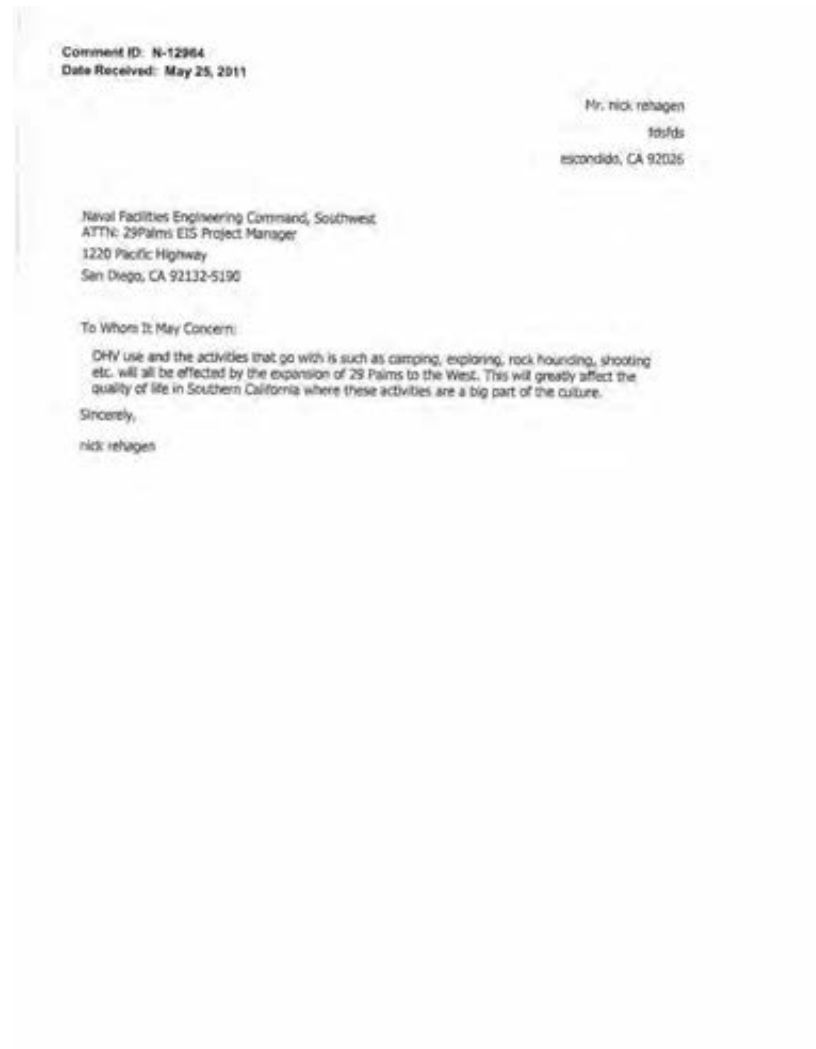 Comment ID: N-12964
Date Received: May 25, 2011
Mr. nick rehagen
fdsfds
escondido, CA 92026
Naval Facilities Engineering Command, Southwest
ATTN: 29Palms EIS Project Manager
1220 Pacific Highway
San Diego, CA 92132-5190
To Whom It May Concern:
OHV use and the activities that go with is such as camping, exploring, rock hounding, shooting
etc. will all be effected by the expansion of 29 Palms to the West. This will greatly affect the
quality of life in Southern California where these activities are a big part of the culture.
Sincerely,
nick rehagen